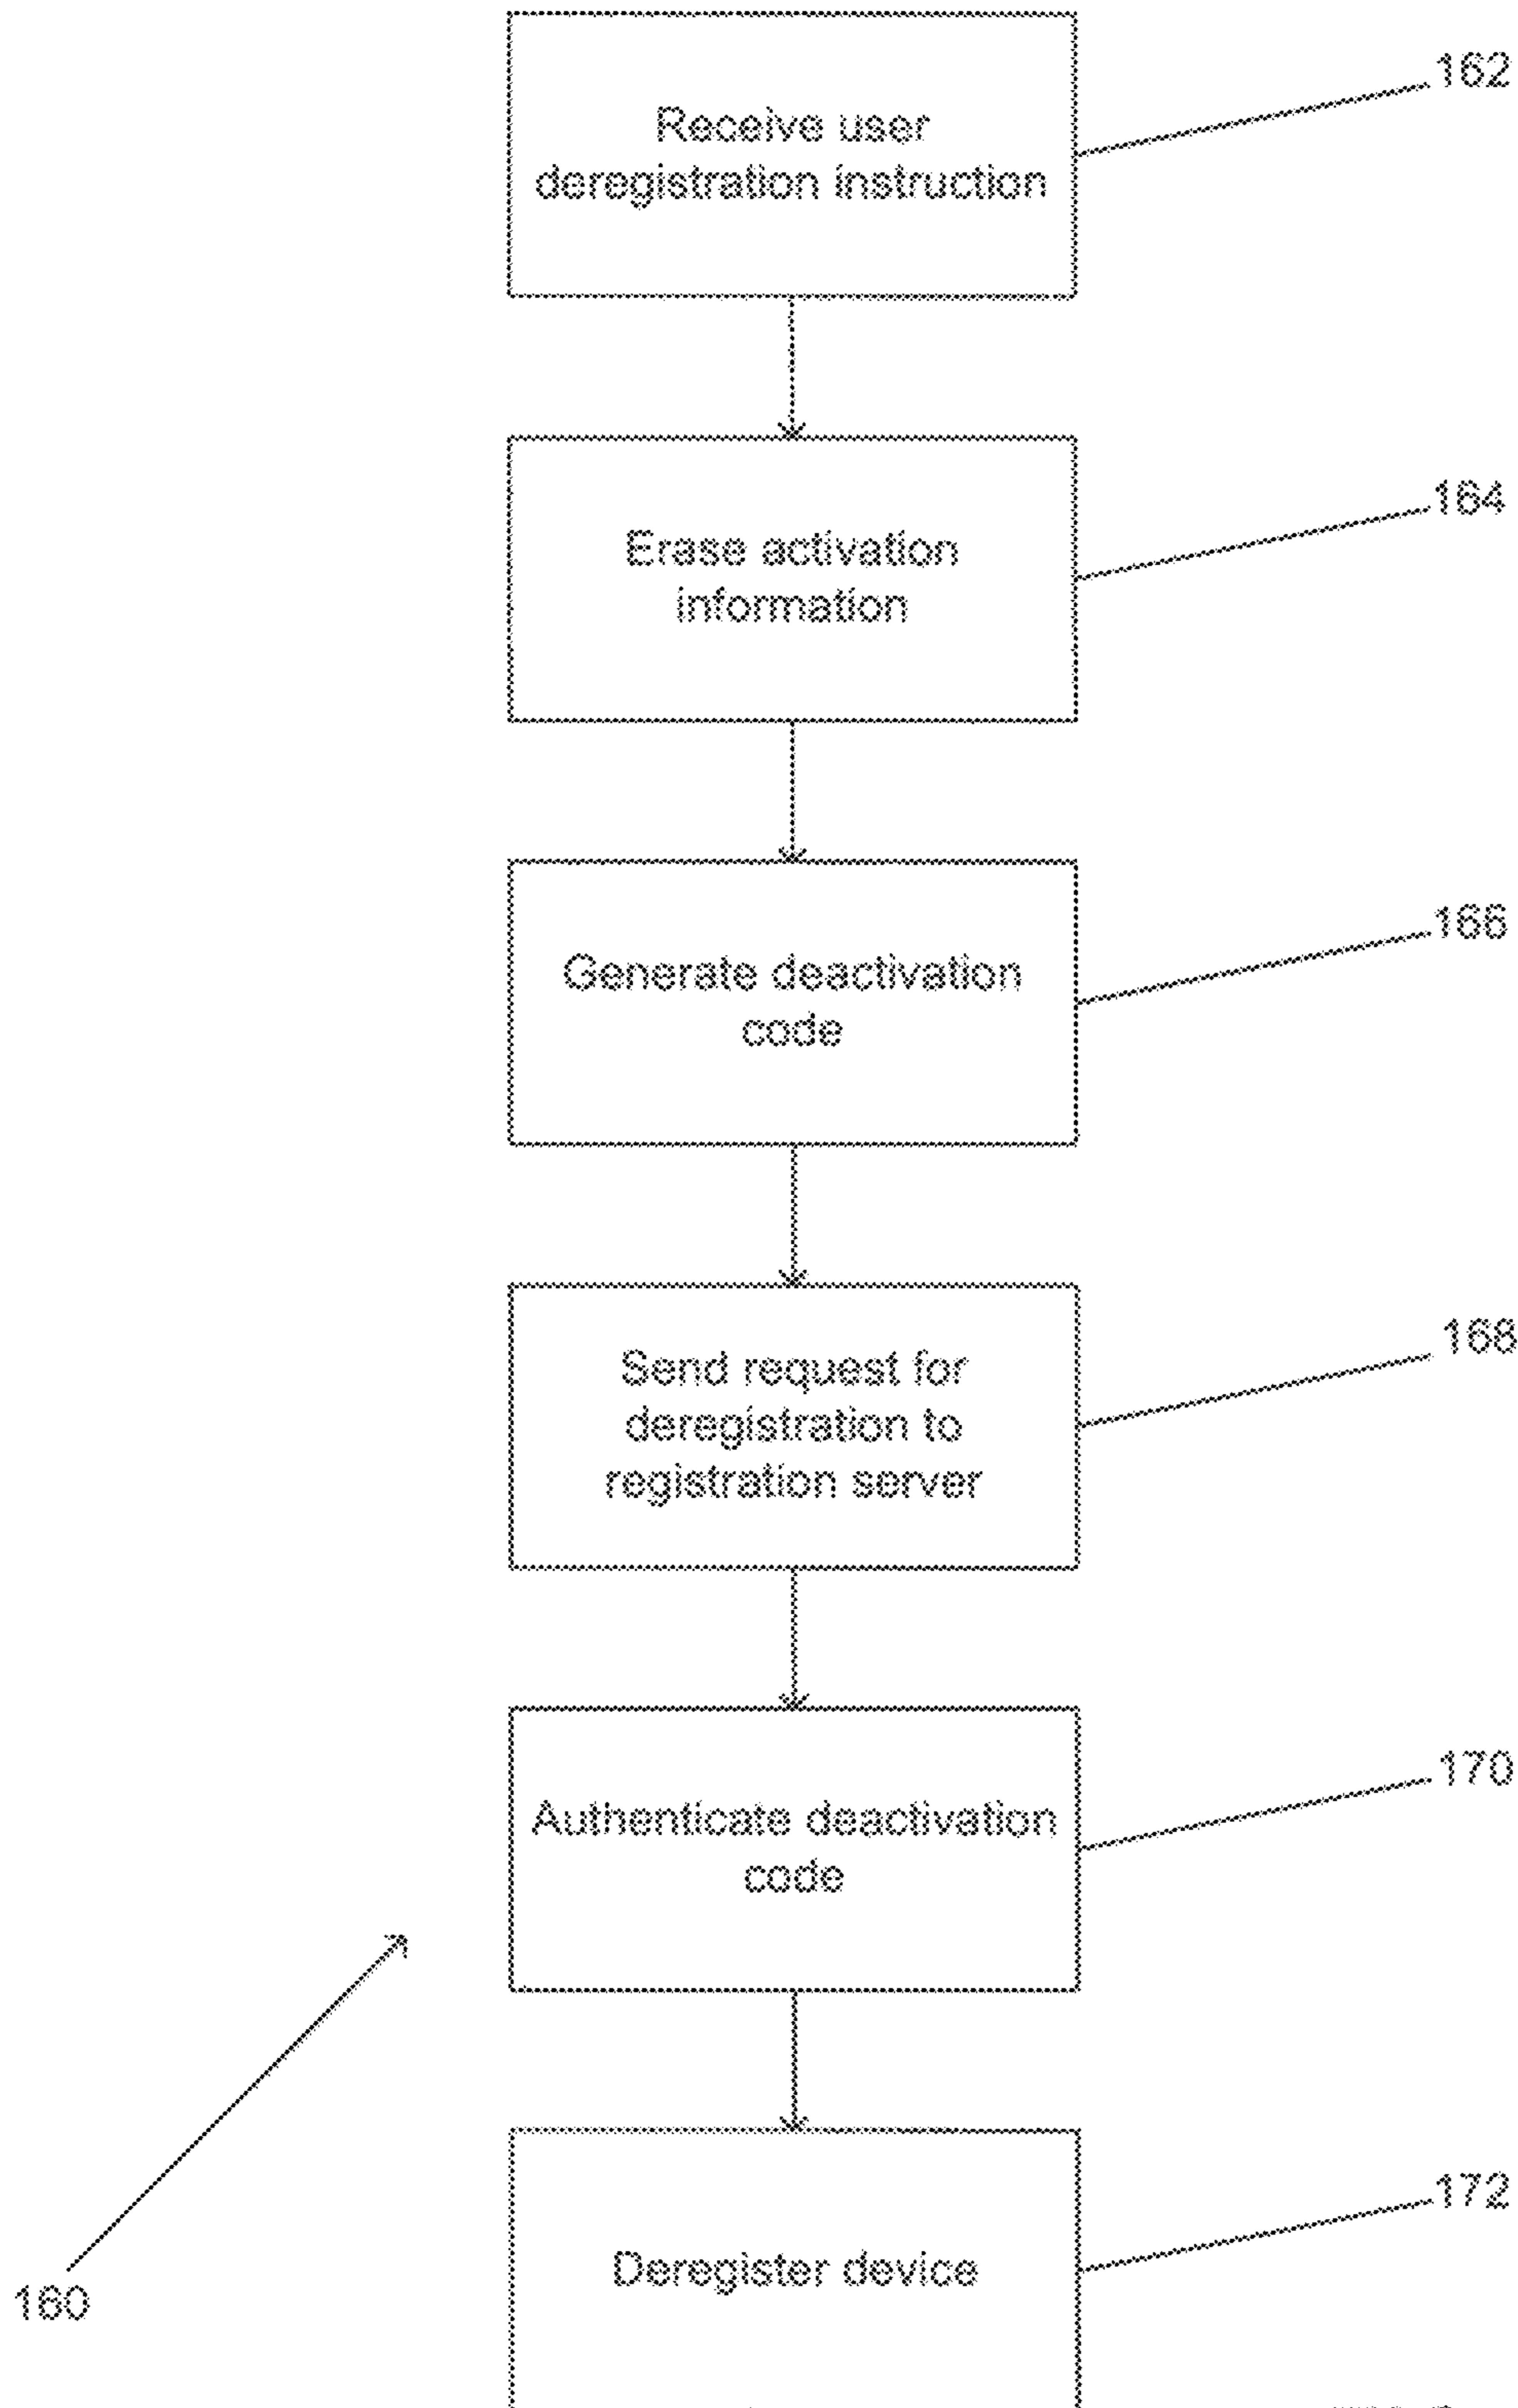 Receive user
deregistration instruction
162
Erase activation
information
164
Generate deactivation
code
166
Send request for
deregistration to
registration server
168
Authenticate deactivation
code
170
Deregister device
172
160